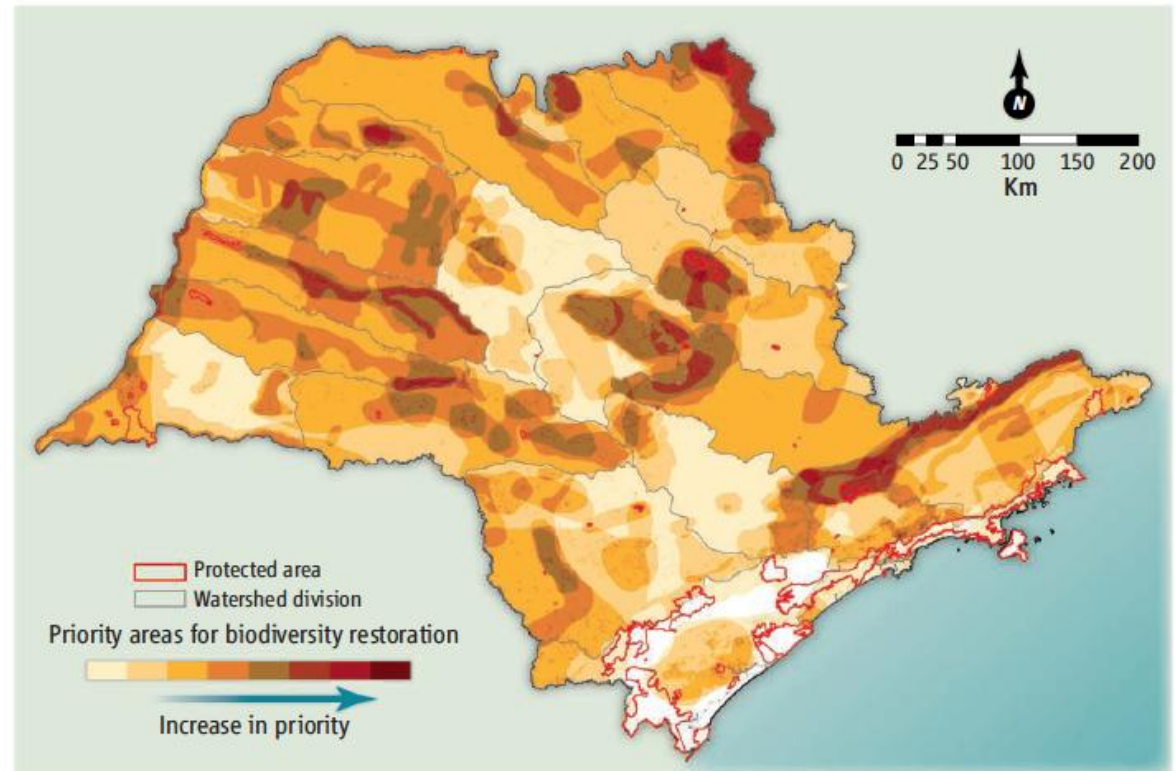 N
0 25 50 100 150 200
Km
Protected area
Watershed division
Priority areas for biodiversity restoration
Increase in priority